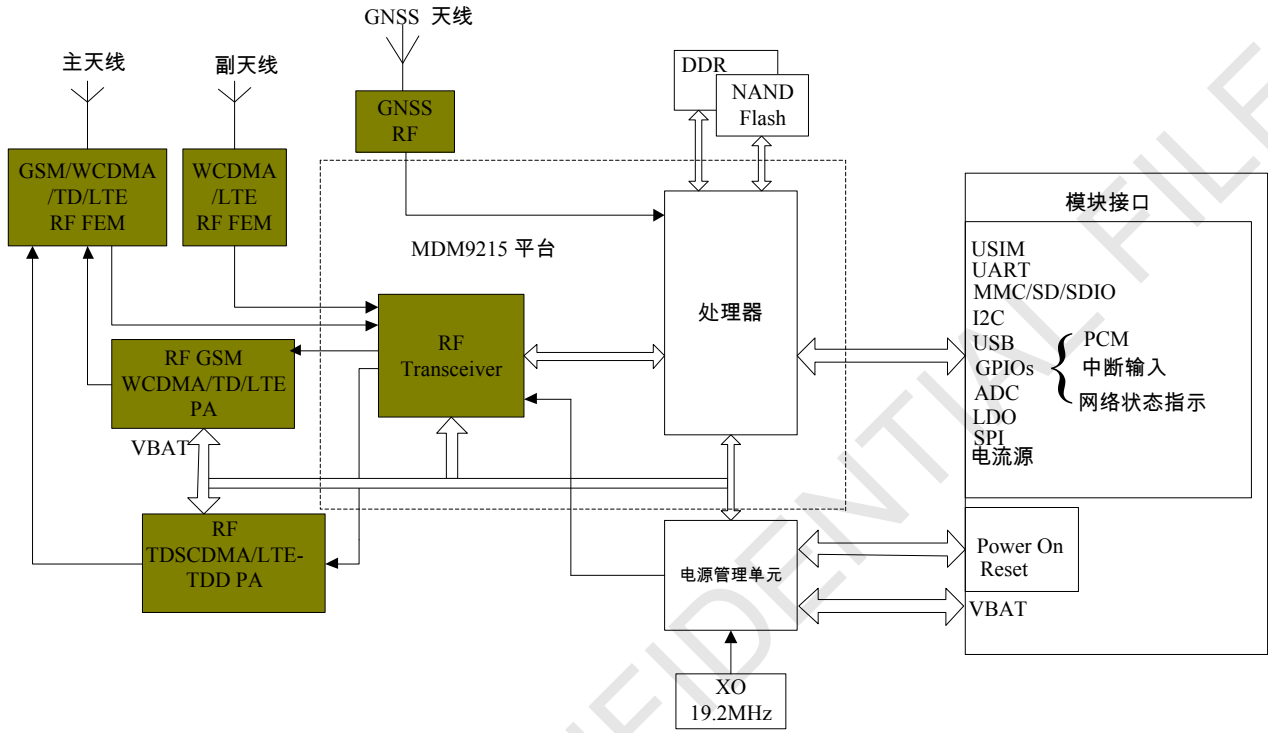 GNSS 天线
主天线
副天线
DDR
NAND
Flash
GNSS
RF
GSM/WCDMA
/TD/LTE
RF FEM
WCDMA
/LTE
RF FEM
模块接口
MDM9215 平台
处理器
USIM
UART
MMC/SD/SDIO
I2C
USB
GPIOs
ADC
LDO
SPI
电流源
PCM
中断输入
网络状态指示
RF
Transceiver
RF GSM
WCDMA/TD/LTE
PA
VBAT
RF
TDSCDMA/LTE-
TDD PA
电源管理单元
Power On
Reset
VBAT
XO
19.2MHz
FIDENTIAL FILE